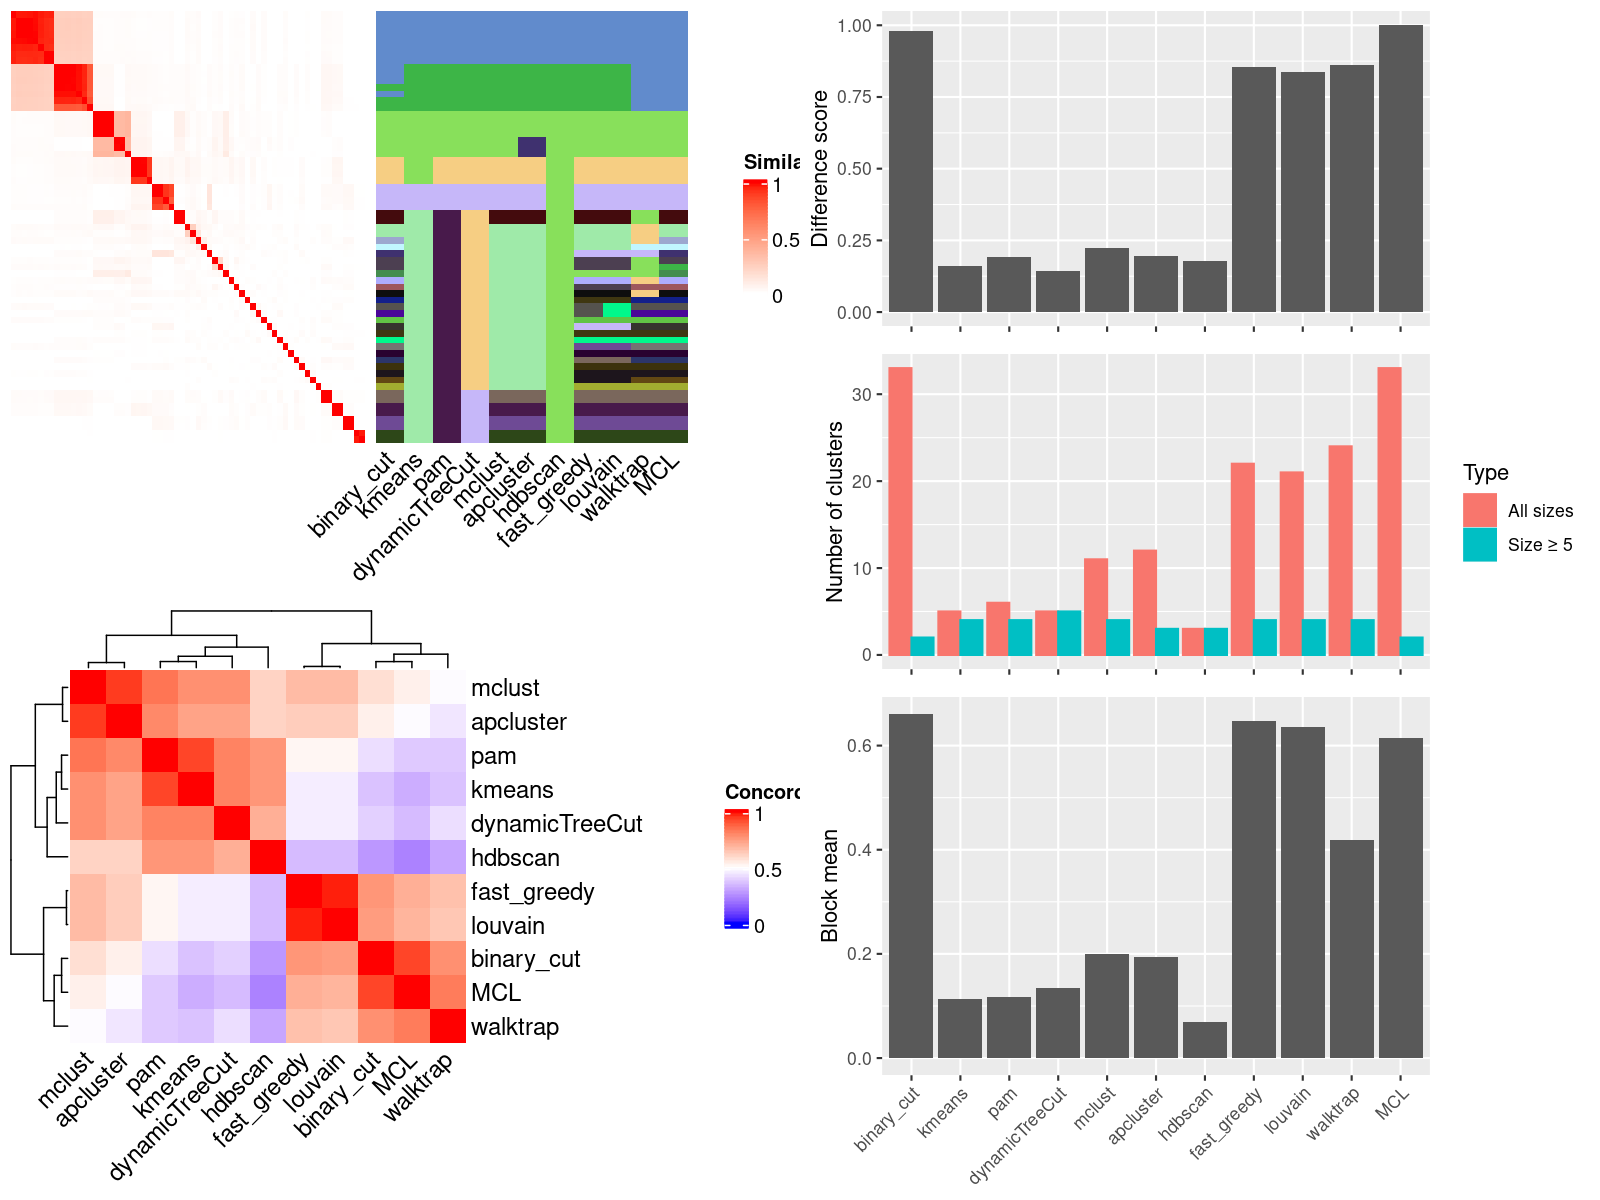 Simila
1
0.5
0
binary_cut
kmeans
pam
dynamicTreeCut
mclust
apcluster
hdbscan
fast_greedy
louvain
walktrap
MCL
mclust
apcluster
pam
kmeans
dynamicTreeCut
hdbscan
fast_greedy
louvain
binary_cut
MCL
walktrap
mclust
apcluster
pam
kmeans
dynamicTreeCut
hdbscan
fast_greedy
louvain
binary_cut
MCL
walktrap
Concord
1
0.5
0
Difference score
1.00
0.75
0.50
0.25
0.00
Number of clusters
30
20
10
0
Type
All sizes
Size ≥ 5
Block mean
0.6
0.4
0.2
0.0
binary_cut
kmeans
pam
dynamicTreeCut
mclust
apcluster
hdbscan
fast_greedy
louvain
walktrap
MCL